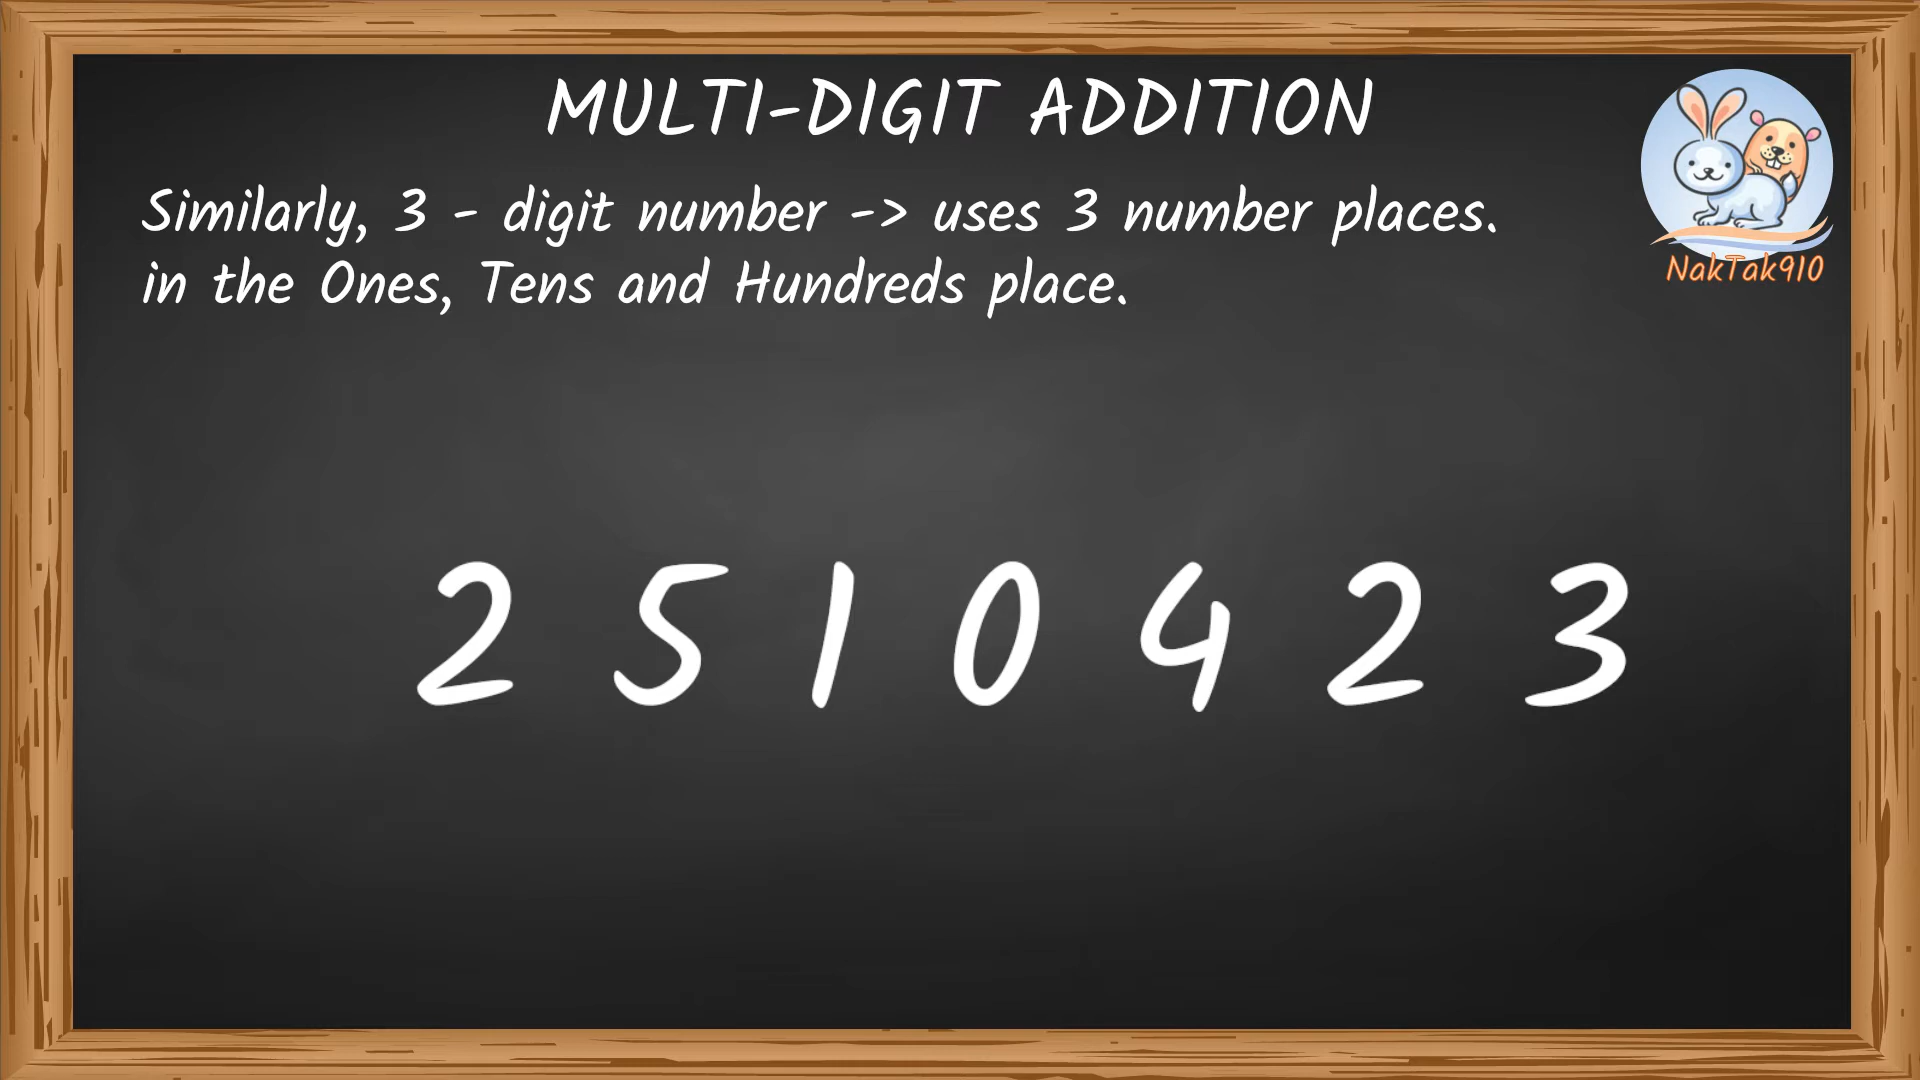 MULTI-DIGIT ADDITION
Similarly, 3 - digit number -> uses 3 number places.
in the Ones, Tens and Hundreds place.
NakTak910
2 5 1 0 4 2 3